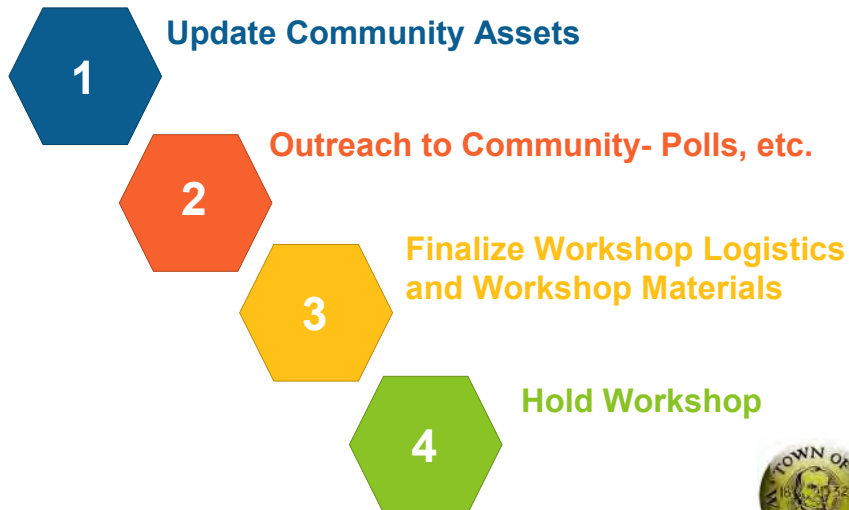 1
Update Community Assets
2
Outreach to Community- Polls, etc.
3
Finalize Workshop Logistics
and Workshop Materials
4
Hold Workshop
TOWN OF